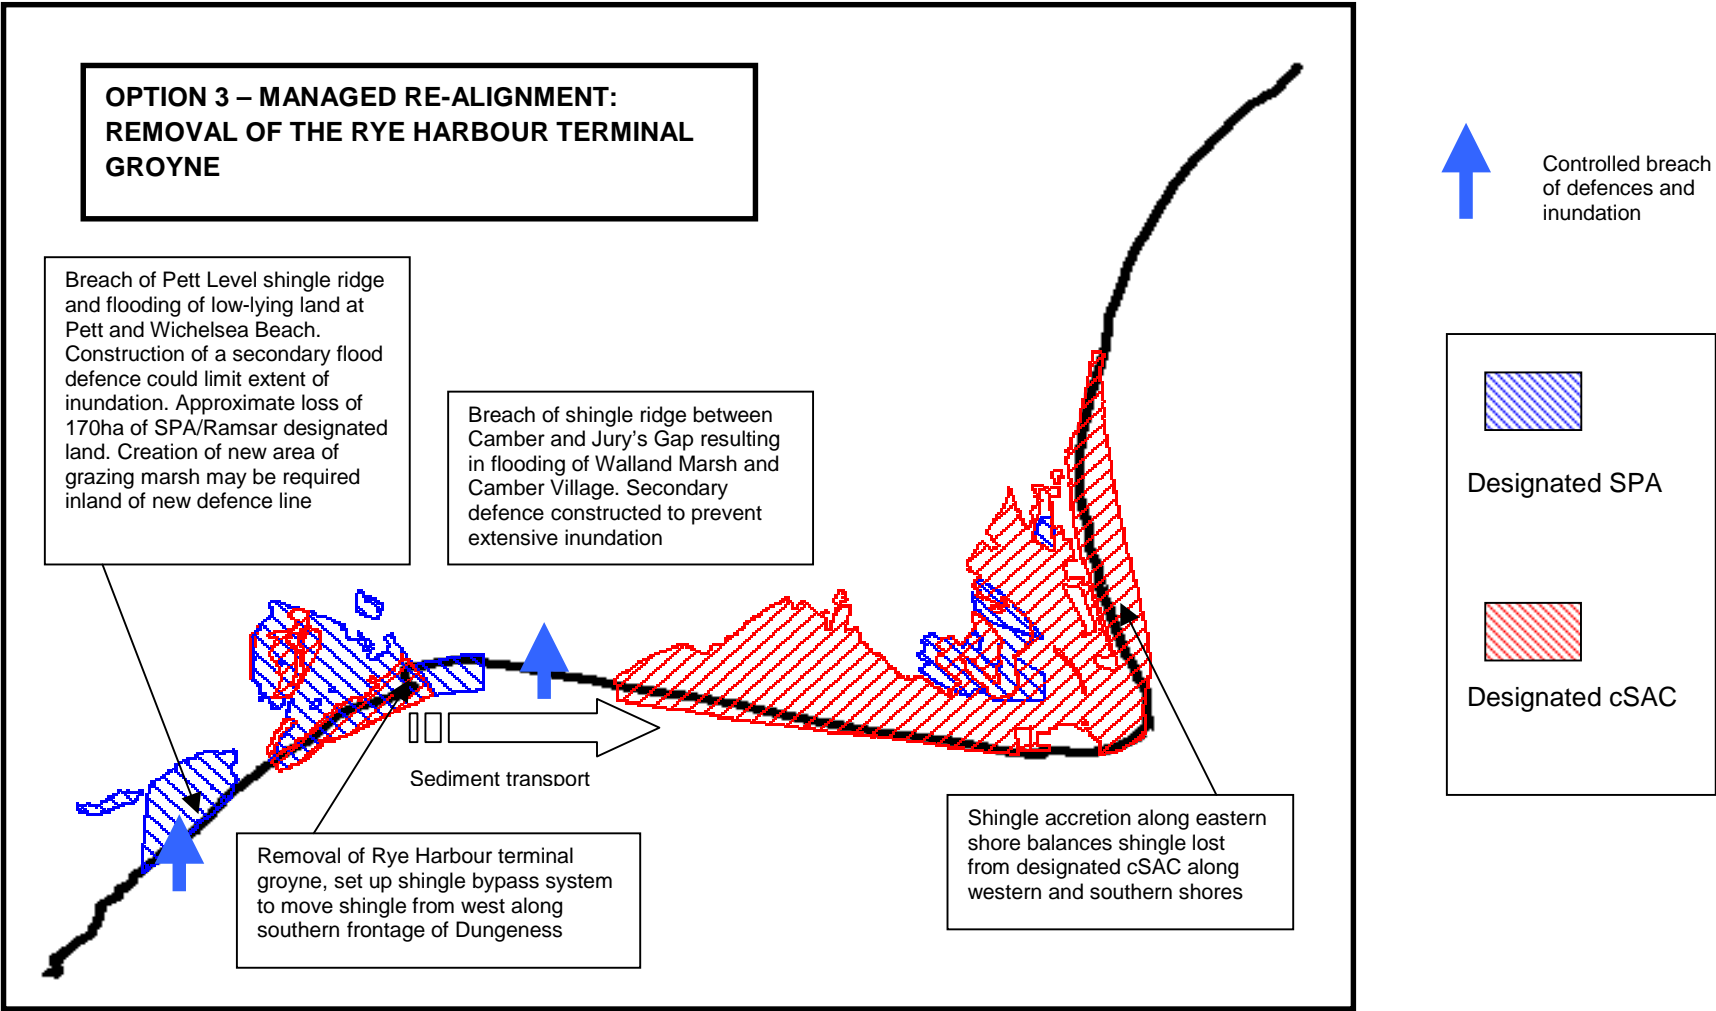 OPTION 3 – MANAGED RE-ALIGNMENT:
REMOVAL OF THE RYE HARBOUR TERMINAL
GROYNE
Controlled breach
of defences and
inundation
Breach of Pett Level shingle ridge
and flooding of low-lying land at
Pett and Wichelsea Beach.
Construction of a secondary flood
defence could limit extent of
inundation. Approximate loss of
170ha of SPA/Ramsar designated
land. Creation of new area of
grazing marsh may be required
inland of new defence line
Breach of shingle ridge between
Camber and Jury's Gap resulting
in flooding of Walland Marsh and
Camber Village. Secondary
defence constructed to prevent
extensive inundation
Designated SPA
Designated cSAC
Sediment transport
Removal of Rye Harbour terminal
groyne, set up shingle bypass system
to move shingle from west along
southern frontage of Dungeness
Shingle accretion along eastern
shore balances shingle lost
from designated cSAC along
western and southern shores